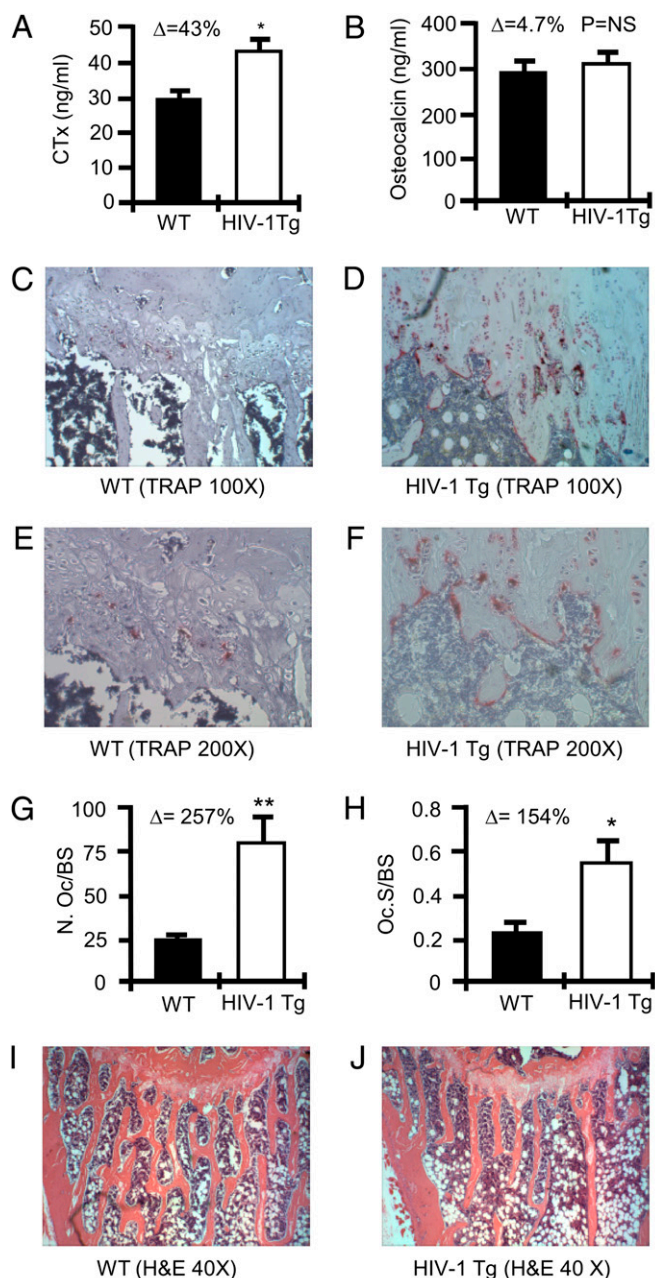 A
Δ=43%
*
CTx (ng/ml)
50
40
30
20
10
0
WT
HIV-1Tg
B
Δ=4.7% P=NS
Osteocalcin (ng/ml)
400
300
200
100
0
WT
HIV-1Tg
C
WT (TRAP 100X)
D
HIV-1 Tg (TRAP 100X)
E
WT (TRAP 200X)
F
HIV-1 Tg (TRAP 200X)
G
Δ= 257%
**
N. Oc/BS
100
75
25
25
0
WT
HIV-1 Tg
H
Δ= 154%
*
Oc.S/BS
0.8
0.6
0.4
0.2
0
WT
HIV-1 Tg
I
WT (H&E 40X)
J
HIV-1 Tg (H&E 40 X)